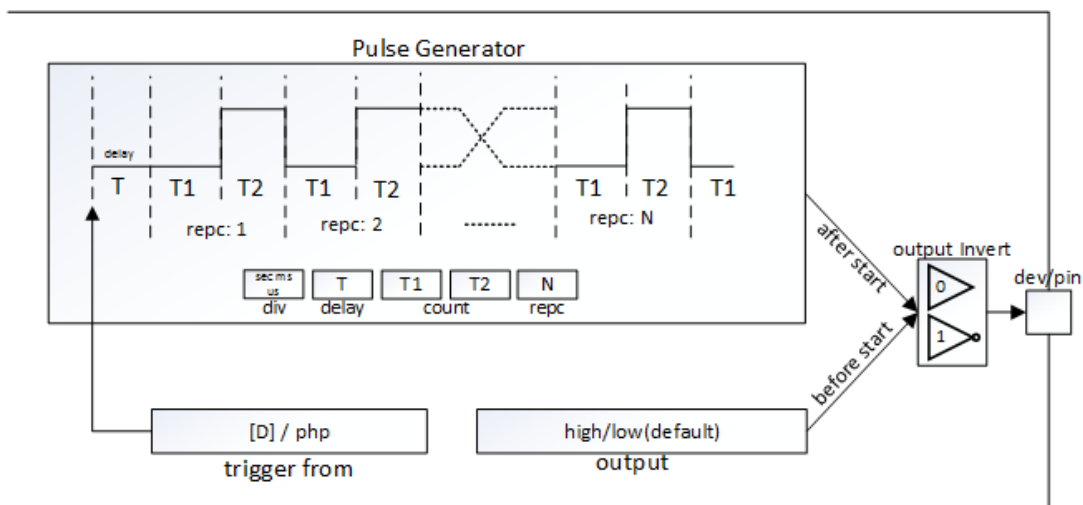 Pulse Generator
delay
T T1 T2 T1 T2 T1 T2 T1
repc: 1 repc: 2 ........ repc: N
sec ms
us
T T1 T2 N
div delay count repc
after start
output Invert
0
1
dev/pin
before start
[D] / php
trigger from
high/low(default)
output